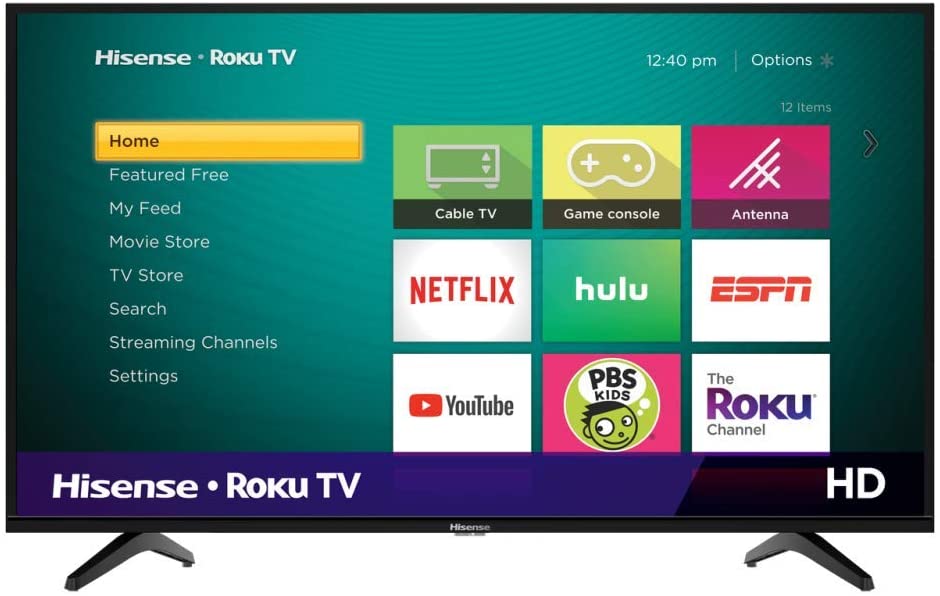 Hisense • Roku TV
12:40 pm | Options *
12 Items
Home
Featured Free
My Feed
Movie Store
TV Store
Search
Streaming Channels
Settings
Cable TV
Game console
Antenna
NETFLIX
hulu
ESPN
YouTube
PBS
KIDS
The
Roku
Channel
Hisense • Roku TV
HD
Hisense